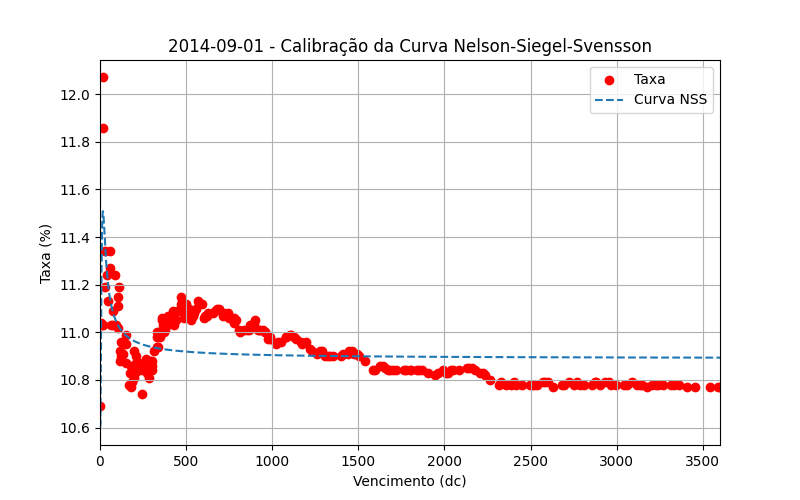 2014-09-01 - Calibração da Curva Nelson-Siegel-Svensson
Taxa
Curva NSS
Taxa (%)
12.0
11.8
11.6
11.4
11.2
11.0
10.8
10.6
0 500 1000 1500 2000 2500 3000 3500
Vencimento (dc)